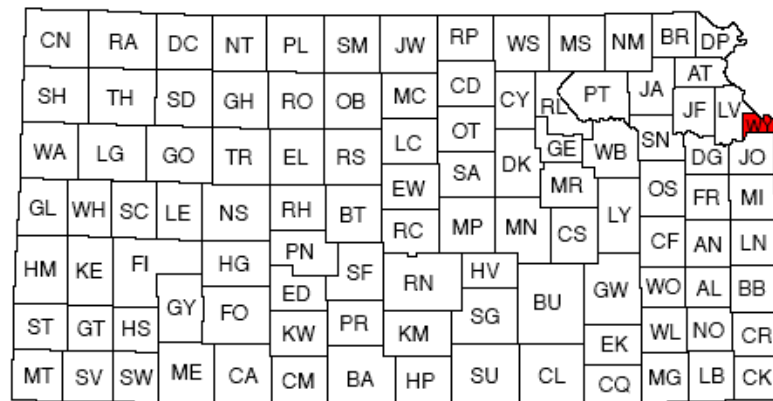 CN RA DC NT PL SM JW RP WS MS NM BR DP
SH TH SD GH RO OB MC CD CY RL PT JA AT
JF LV WY
WA LG GO TR EL RS LC OT DK GE WB SN DG JO
EW SA MR OS FR MI
GL WH SC LE NS RH BT RC MP MN CS LY
CF AN LN
HM KE FI HG PN SF RN HV
GY FO ED SG BU GW WO AL BB
ST GT HS KW PR KM EK WL NO CR
MT SV SW ME CA CM BA HP SU CL CQ MG LB CK